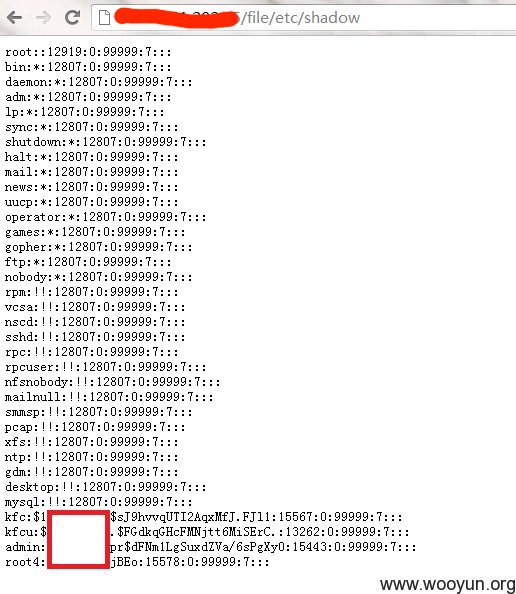 /file/etc/shadow
root::12919:0:99999:7:::
bin:*:12807:0:99999:7:::
daemon:*:12807:0:99999:7:::
adm:*:12807:0:99999:7:::
lp:*:12807:0:99999:7:::
sync:*:12807:0:99999:7:::
shutdown:*:12807:0:99999:7:::
halt:*:12807:0:99999:7:::
mail:*:12807:0:99999:7:::
news:*:12807:0:99999:7:::
uucp:*:12807:0:99999:7:::
operator:*:12807:0:99999:7:::
games:*:12807:0:99999:7:::
gopher:*:12807:0:99999:7:::
ftp:*:12807:0:99999:7:::
nobody:*:12807:0:99999:7:::
rpm:!!:12807:0:99999:7:::
vcsa:!!:12807:0:99999:7:::
nscd:!!:12807:0:99999:7:::
sshd:!!:12807:0:99999:7:::
rpc:!!:12807:0:99999:7:::
rpcuser:!!:12807:0:99999:7:::
nfsnobody:!!:12807:0:99999:7:::
mailnull:!!:12807:0:99999:7:::
smmsp:!!:12807:0:99999:7:::
pcap:!!:12807:0:99999:7:::
xfs:!!:12807:0:99999:7:::
ntp:!!:12807:0:99999:7:::
gdm:!!:12807:0:99999:7:::
desktop:!!:12807:0:99999:7:::
mysql:!!:12807:0:99999:7:::
kfc:$1 $sJ9hvvqUTI2AqxMfJ.FJl1:15567:0:99999:7:::
kfcu:$ .$FGdkqGHcFMNjtt6MiSErC.:13262:0:99999:7:::
admin: pr$dFNm1LgSuxdZVa/6sPgXy0:15443:0:99999:7:::
root4: jBEo:15578:0:99999:7:::
www.wooyun.org